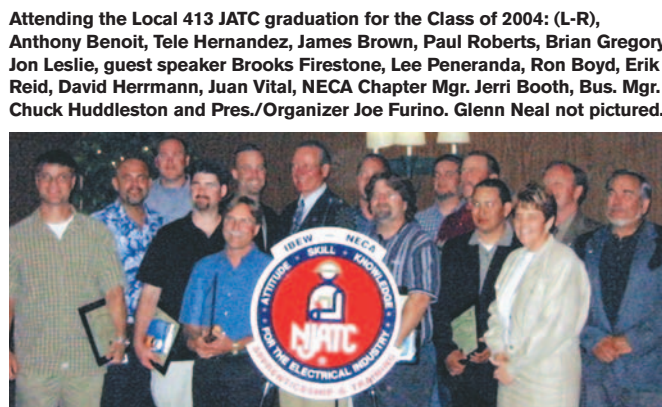 Attending the Local 413 JATC graduation for the Class of 2004: (L-R),
Anthony Benoit, Tele Hernandez, James Brown, Paul Roberts, Brian Gregory
Jon Leslie, guest speaker Brooks Firestone, Lee Peneranda, Ron Boyd, Erik
Reid, David Herrmann, Juan Vital, NECA Chapter Mgr. Jerri Booth, Bus. Mgr.
Chuck Huddleston and Pres./Organizer Joe Furino. Glenn Neal not pictured.
IBEW — NECA
ATTITUDE • SKILL • KNOWLEDGE
NJATC
®
FOR THE ELECTRICAL INDUSTRY
APPRENTICESHIP & TRAINING